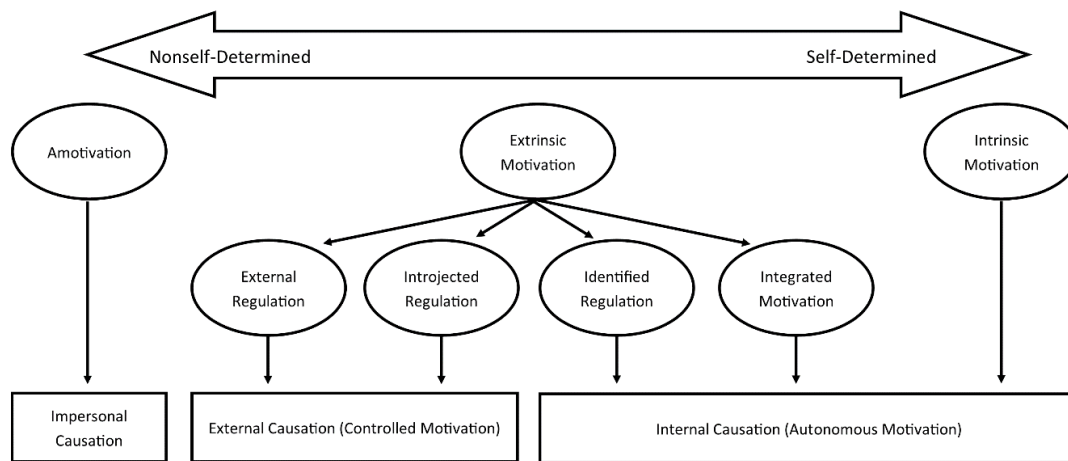 Nonself-Determined
Self-Determined
Amotivation
Extrinsic
Motivation
Intrinsic
Motivation
External
Regulation
Introjected
Regulation
Identified
Regulation
Integrated
Motivation
Impersonal
Causation
External Causation (Controlled Motivation)
Internal Causation (Autonomous Motivation)